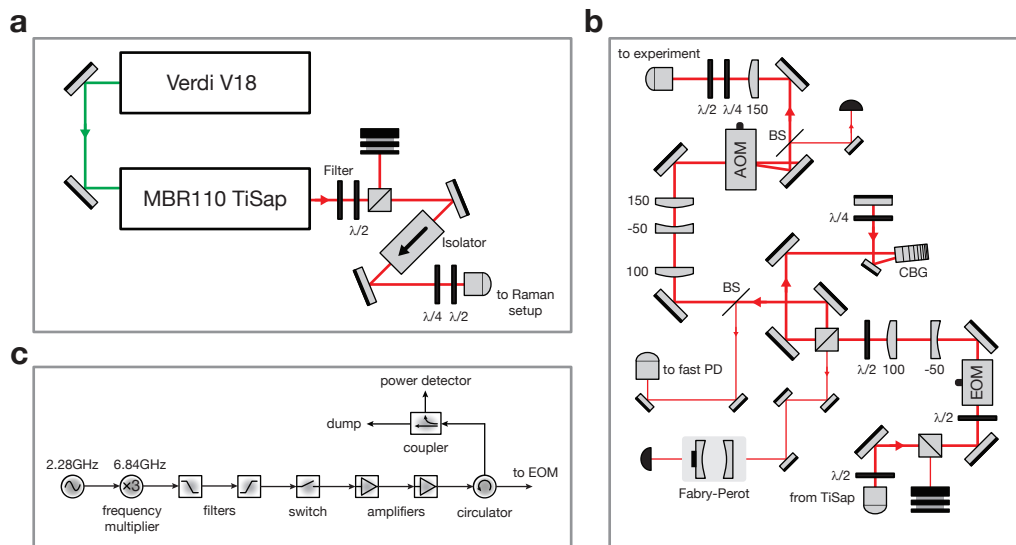 a
Verdi V18
MBR110 TiSap
Filter
λ/2
Isolator
λ/4
λ/2
to Raman
setup
b
to experiment
λ/2
λ/4
150
BS
AOM
150
-50
100
λ/4
CBG
BS
to fast PD
λ/2
100
-50
EOM
λ/2
Fabry-Perot
λ/2
from TiSap
c
power detector
dump
coupler
2.28GHz
6.84GHz
to EOM
×3
frequency
multiplier
filters
switch
amplifiers
circulator